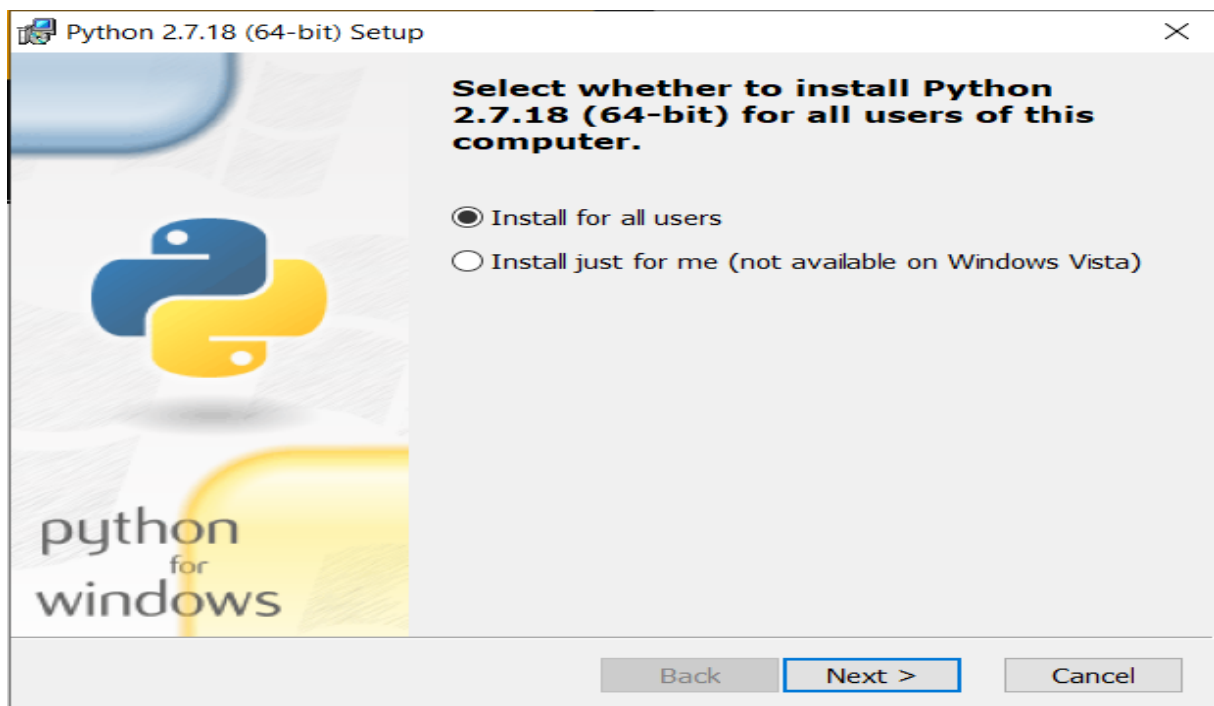 Python 2.7.18 (64-bit) Setup
Select whether to install Python
2.7.18 (64-bit) for all users of this
computer.
Install for all users
Install just for me (not available on Windows Vista)
python
for
windows
Back
Next >
Cancel